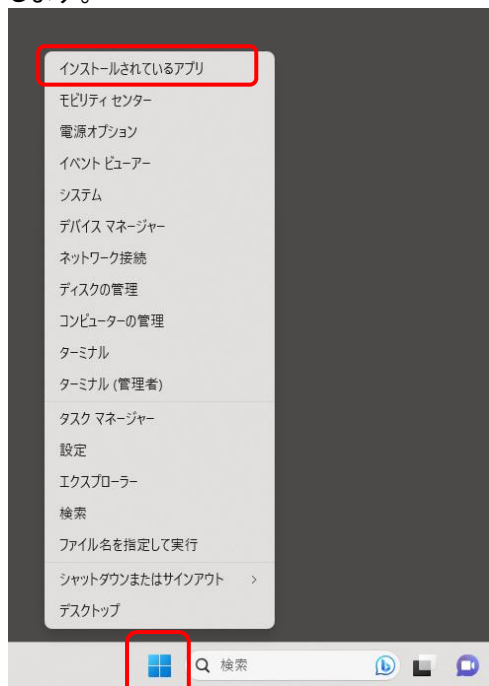 します。
インストールされているアプリ
モビリティ センター
電源オプション
イベント ビューアー
システム
デバイス マネージャー
ネットワーク接続
ディスクの管理
コンピューターの管理
ターミナル
ターミナル (管理者)
タスク マネージャー
設定
エクスプローラー
検索
ファイル名を指定して実行
シャットダウンまたはサインアウト
デスクトップ
検索